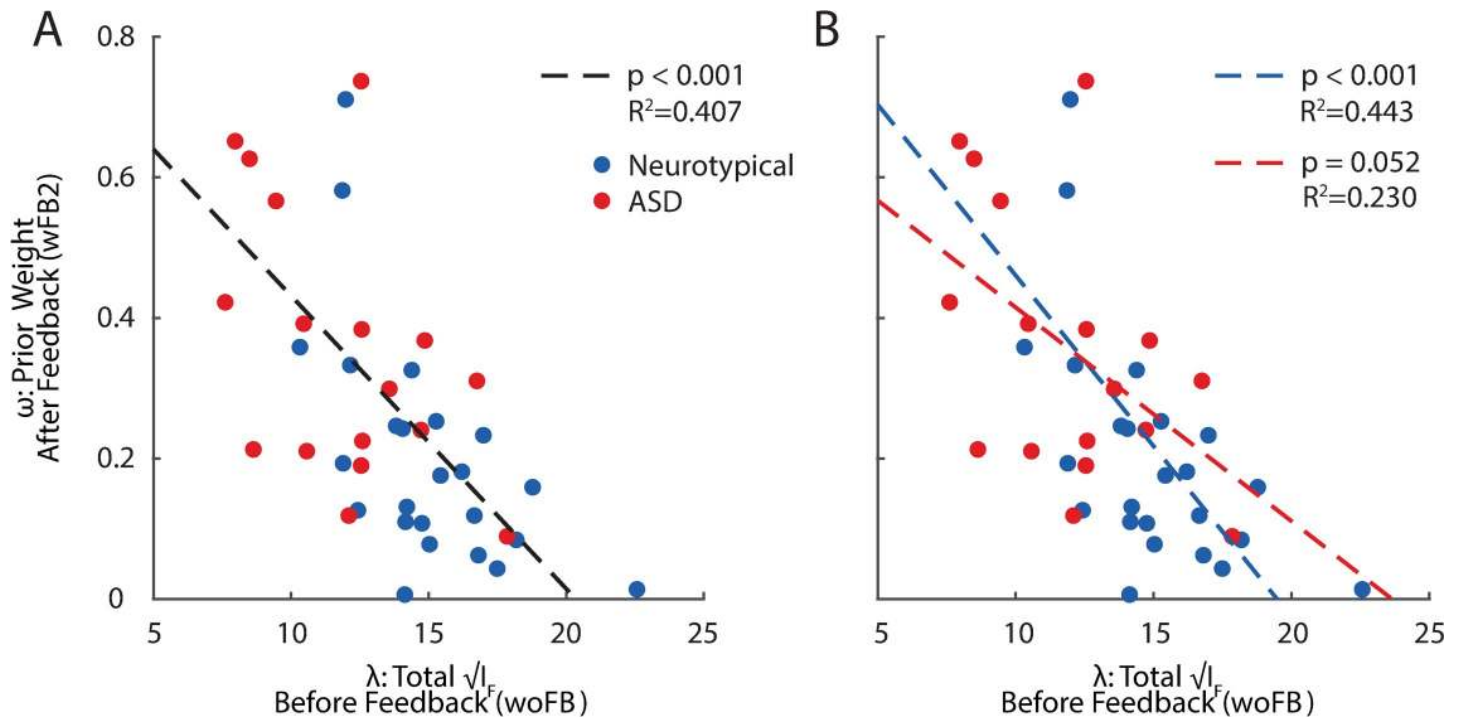 A
0.8
0.6
0.4
0.2
0
5
10
15
20
25
ω: Prior Weight
After Feedback (wFB2)
λ: Total √I_F
Before Feedback (woFB)
p < 0.001
R²=0.407
Neurotypical
ASD
B
p < 0.001
R²=0.443
p = 0.052
R²=0.230
5
10
15
20
25
λ: Total √I_F
Before Feedback (woFB)